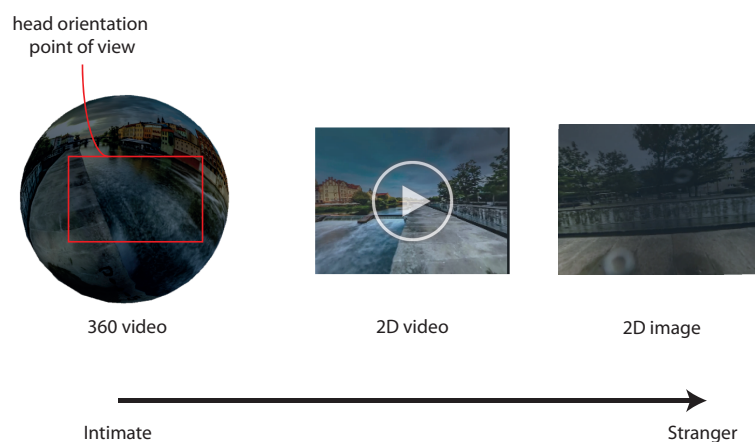 head orientation
point of view
360 video
2D video
2D image
Intimate
Stranger